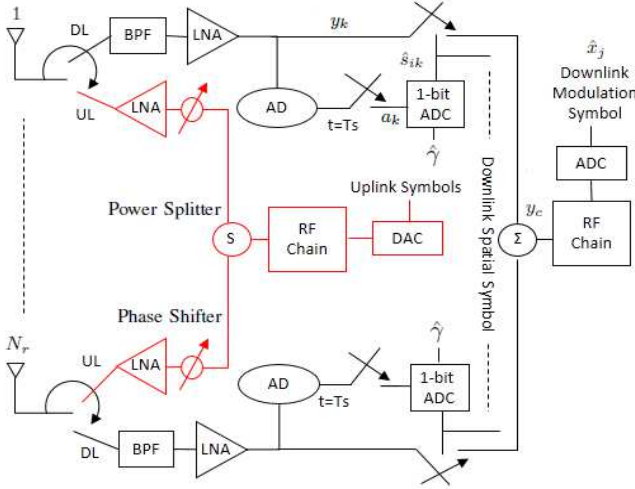 1
DL
BPF
LNA
y_k
UL
LNA
AD
t=Ts
a_k
ŝ_{ik}
1-bit
ADC
γ̂
x̂_j
Downlink
Modulation
Symbol
ADC
Power Splitter
Uplink Symbols
S
RF
Chain
DAC
Downlink Spatial Symbol
y_c
Σ
RF
Chain
Phase Shifter
N_r
UL
LNA
AD
t=Ts
γ̂
1-bit
ADC
DL
BPF
LNA